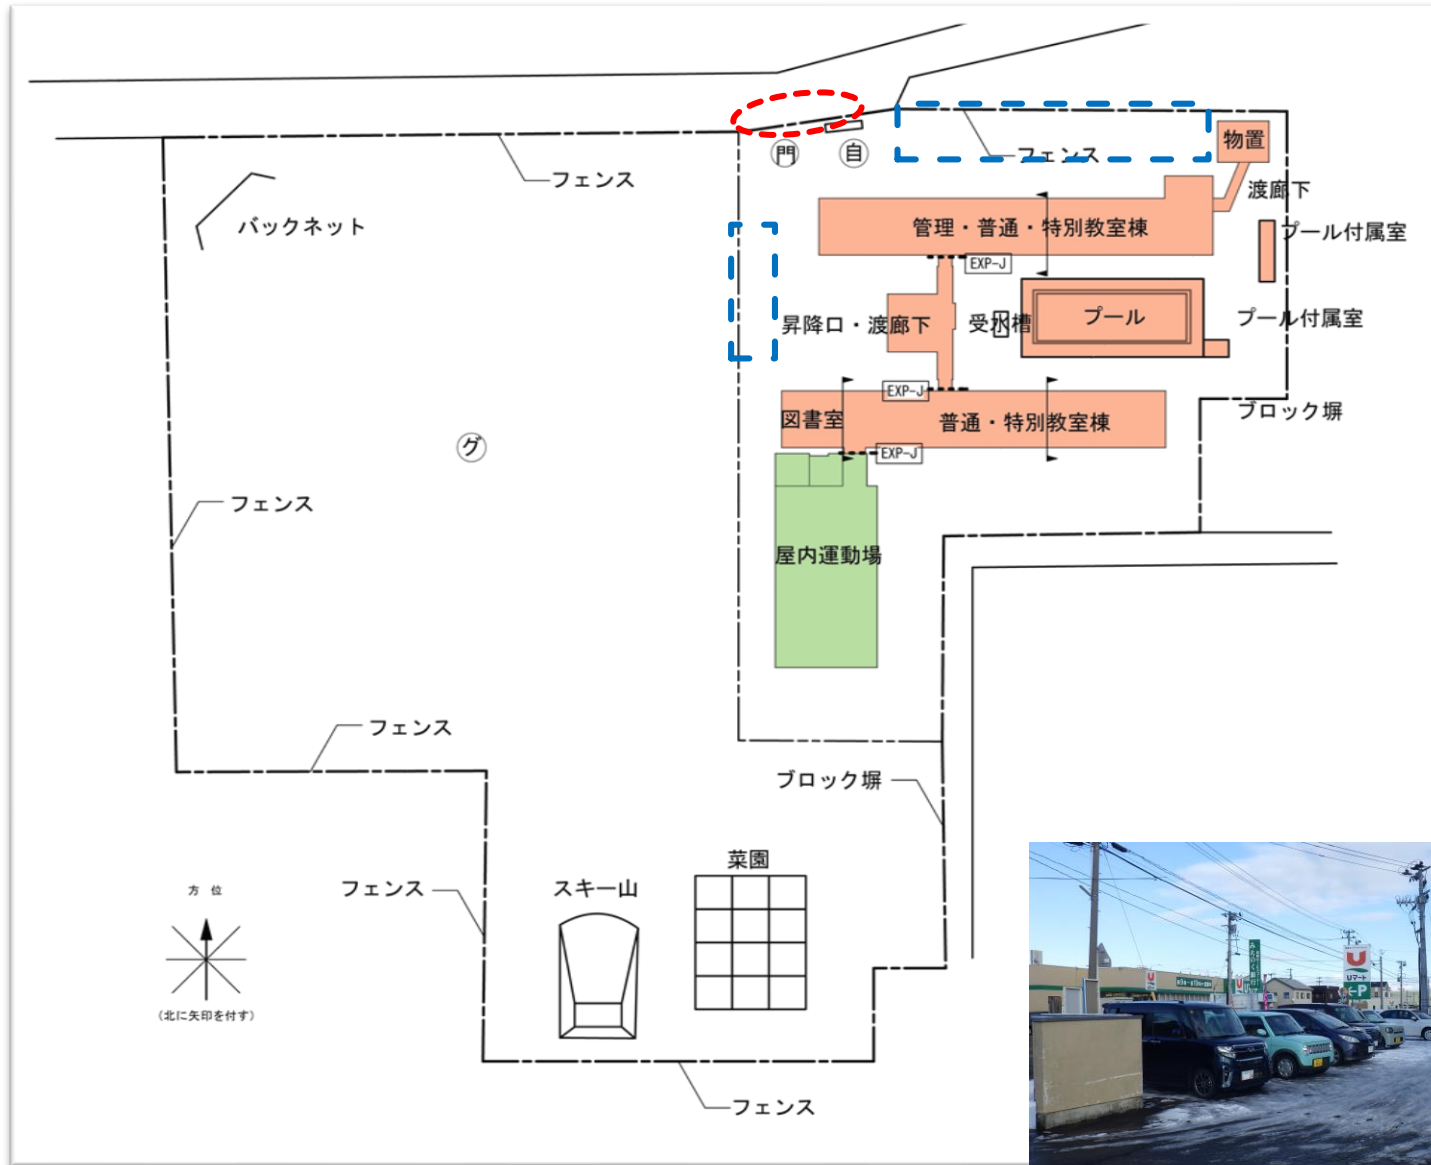 フェンス
物置
門
自
フェンス
渡廊下
バックネット
管理・普通・特別教室棟
プール付属室
EXP-J
昇降口・渡廊下
受水槽
プール
プール付属室
EXP-J
図書室
普通・特別教室棟
ブロック塀
グ
EXP-J
フェンス
屋内運動場
フェンス
ブロック塀
菜園
フェンス
スキー山
方 位
(北に矢印を付す)
フェンス
U
Uマート
P